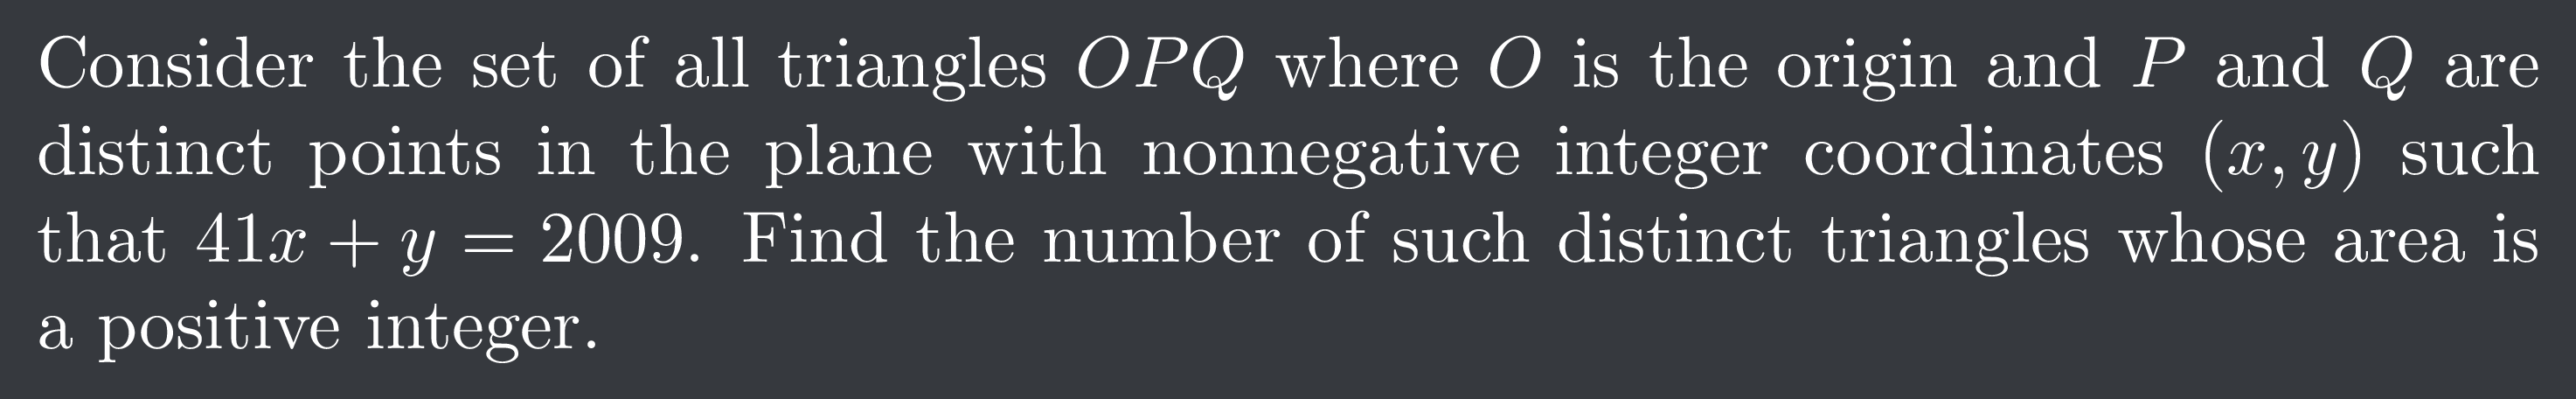 Consider the set of all triangles OPQ where O is the origin and P and Q are
distinct points in the plane with nonnegative integer coordinates (x, y) such
that 41x + y = 2009. Find the number of such distinct triangles whose area is
a positive integer.